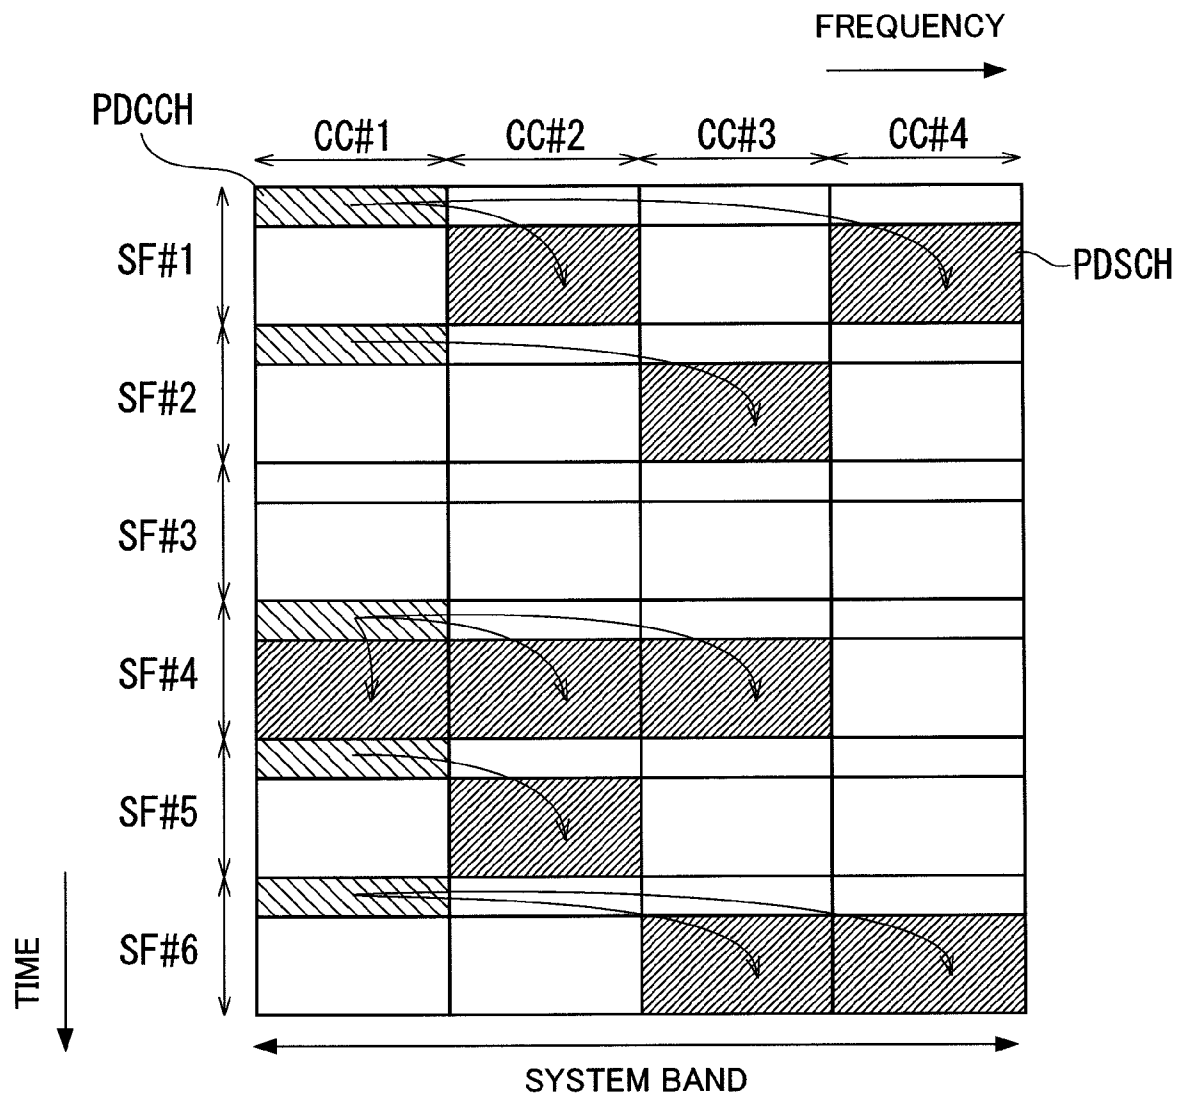 FREQUENCY
PDCCH
CC#1 CC#2 CC#3 CC#4
SF#1
PDSCH
SF#2
SF#3
SF#4
SF#5
SF#6
TIME
SYSTEM BAND